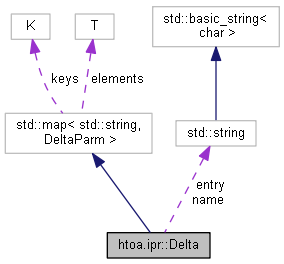 K
T
std::basic_string<
char >
keys
elements
std::map< std::string,
DeltaParm >
std::string
entry
name
htoa.ipr::Delta